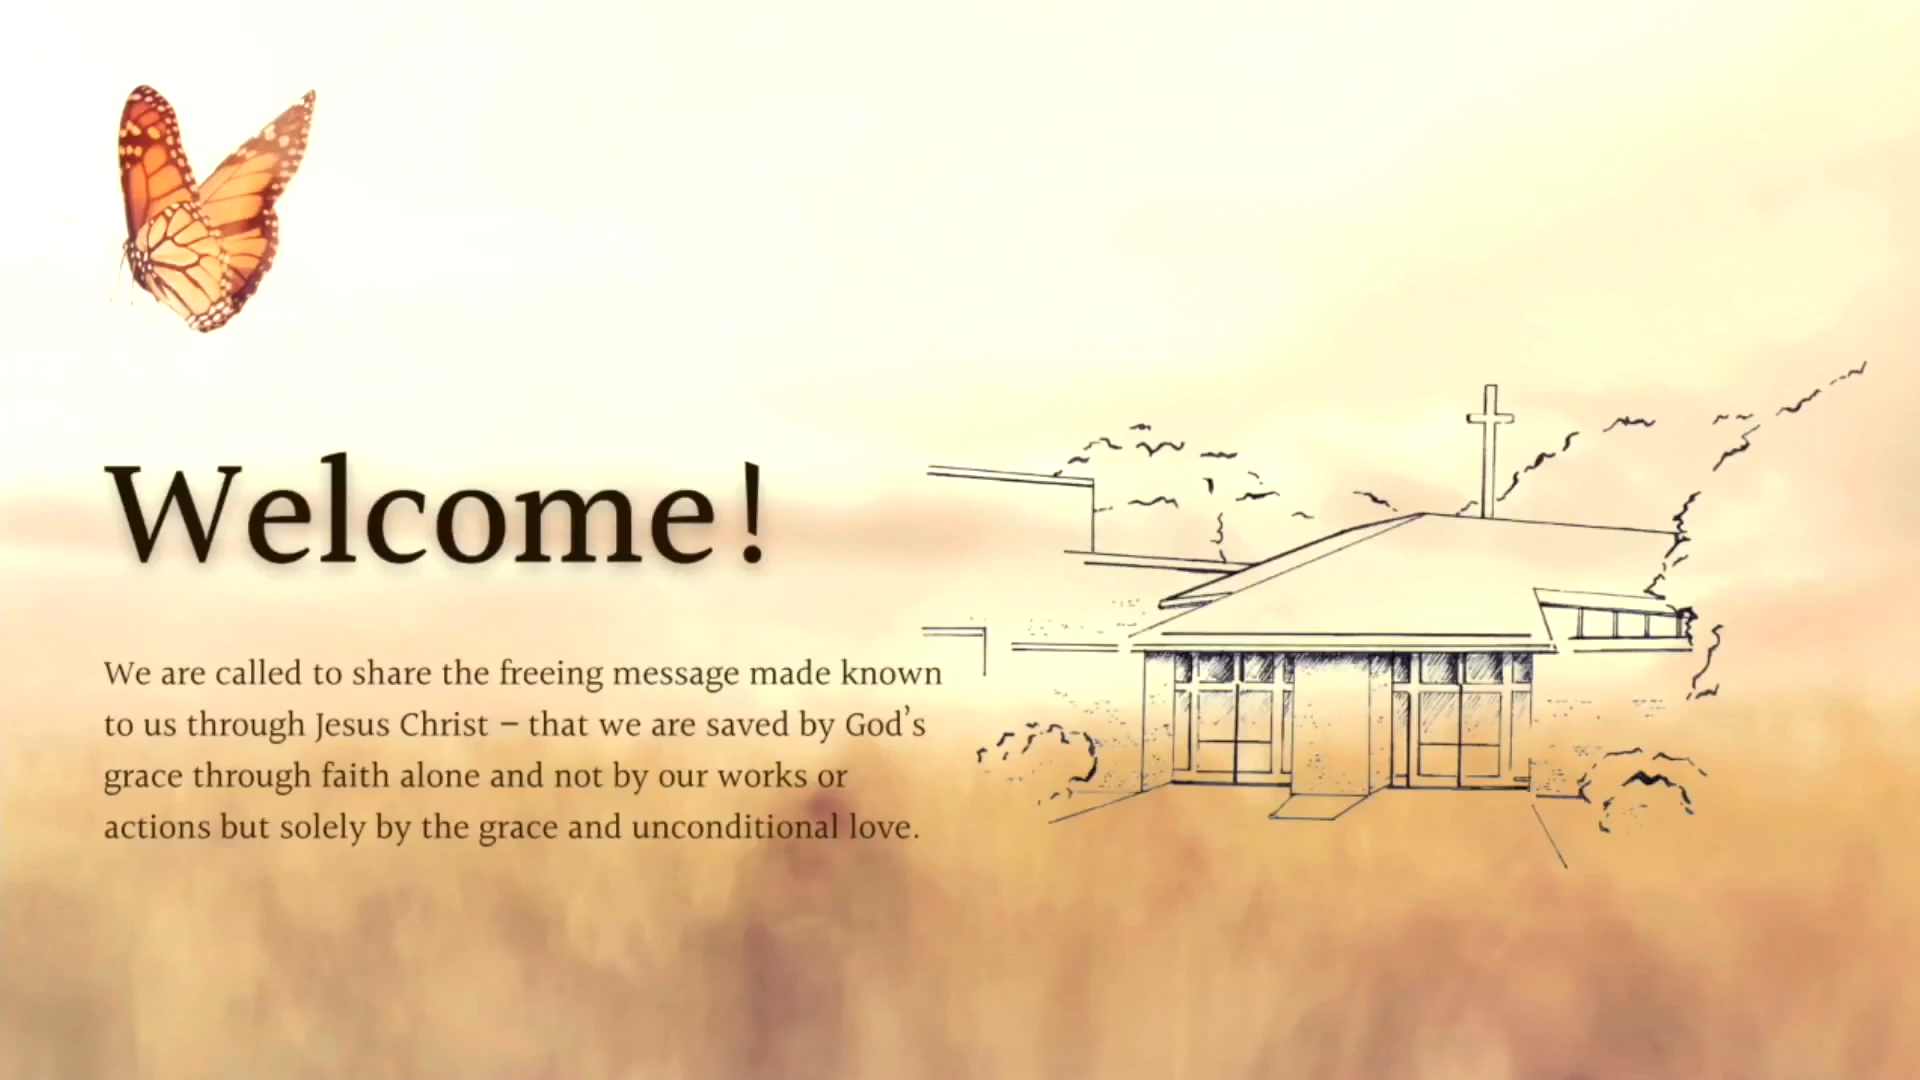 Welcome!
We are called to share the freeing message made known
to us through Jesus Christ – that we are saved by God’s
grace through faith alone and not by our works or
actions but solely by the grace and unconditional love.